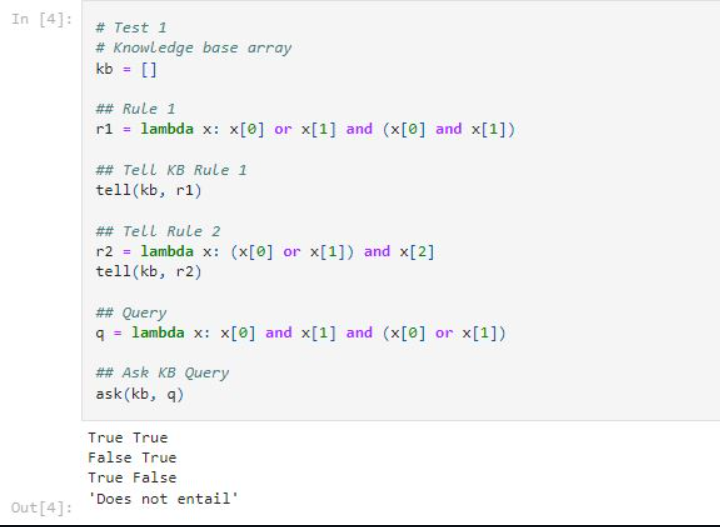 In [4]:
# Test 1
# Knowledge base array
kb = []
## Rule 1
r1 = lambda x: x[0] or x[1] and (x[0] and x[1])
## Tell KB Rule 1
tell(kb, r1)
## Tell Rule 2
r2 = lambda x: (x[0] or x[1]) and x[2]
tell(kb, r2)
## Query
q = lambda x: x[0] and x[1] and (x[0] or x[1])
## Ask KB Query
ask(kb, q)
True True
False True
True False
Out[4]: 'Does not entail'